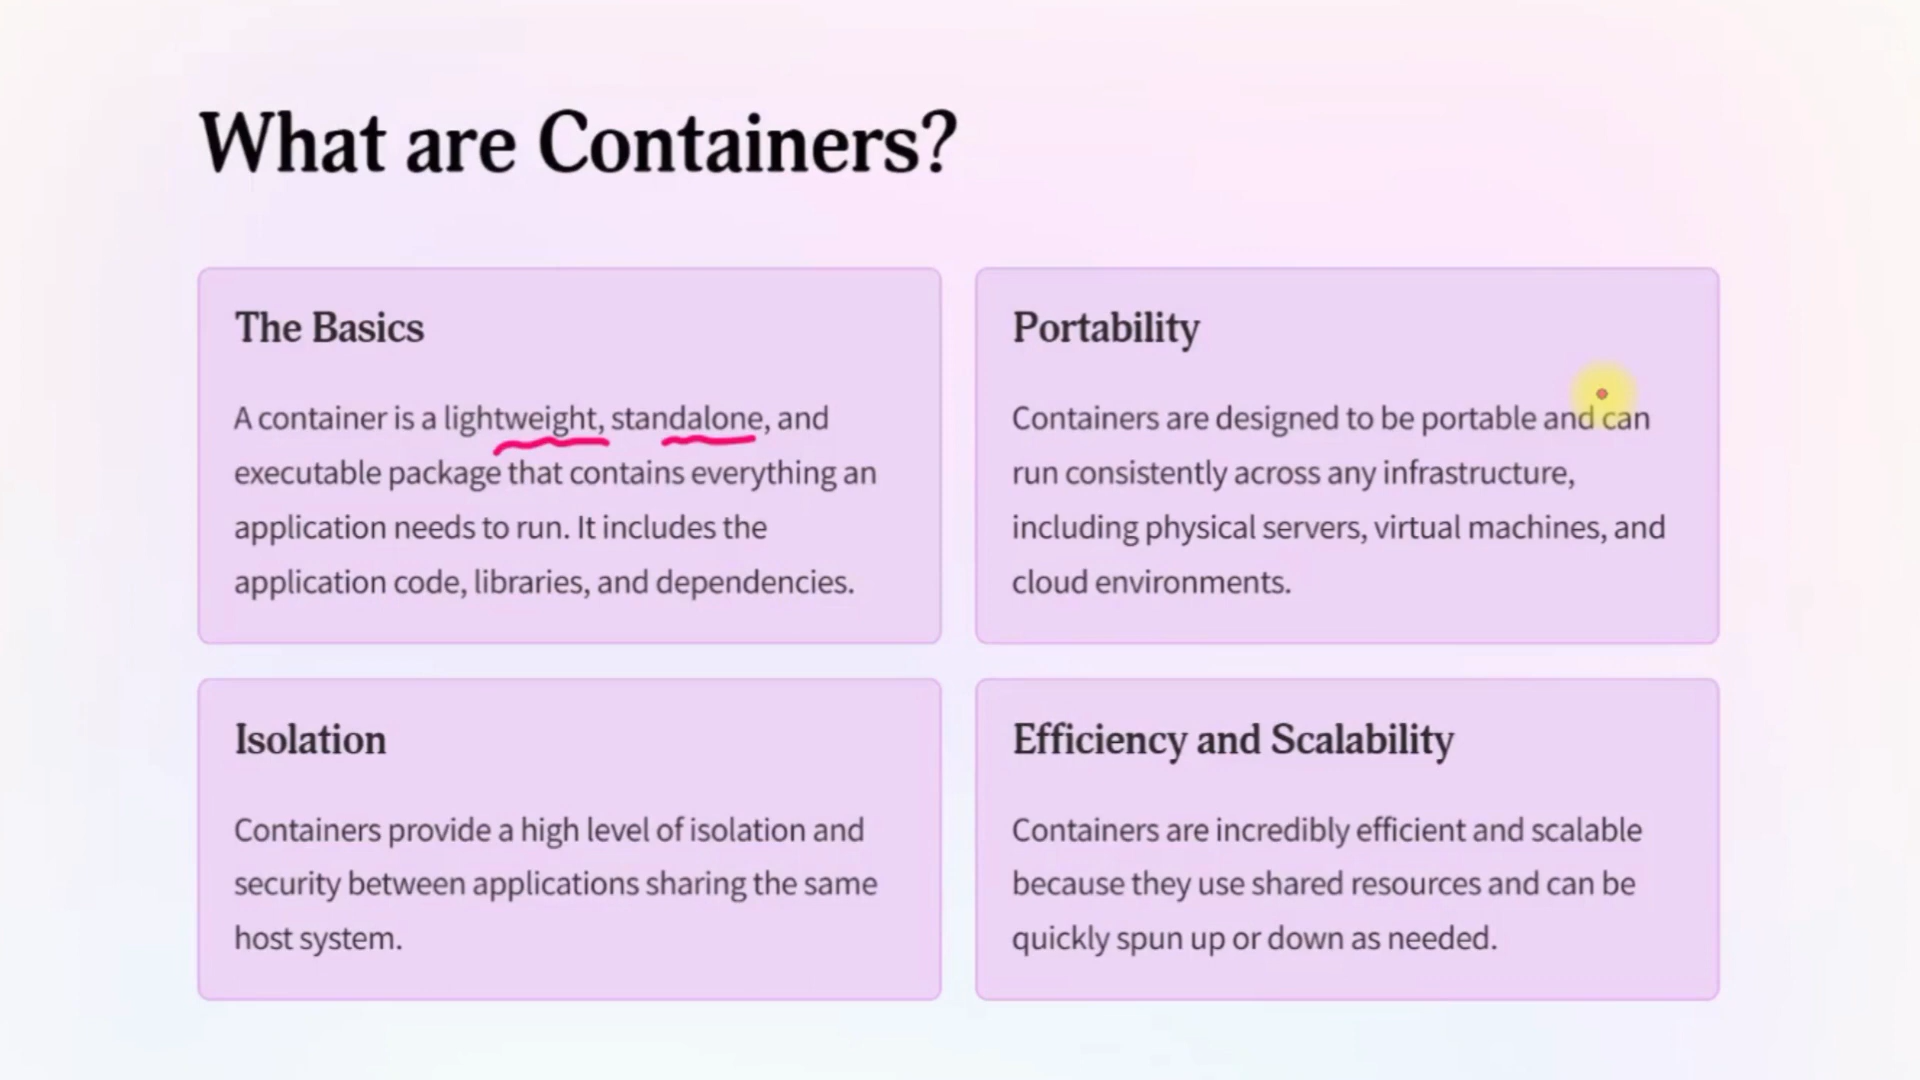 What are Containers?
The Basics
A container is a lightweight, standalone, and
executable package that contains everything an
application needs to run. It includes the
application code, libraries, and dependencies.
Portability
Containers are designed to be portable and can
run consistently across any infrastructure,
including physical servers, virtual machines, and
cloud environments.
Isolation
Containers provide a high level of isolation and
security between applications sharing the same
host system.
Efficiency and Scalability
Containers are incredibly efficient and scalable
because they use shared resources and can be
quickly spun up or down as needed.